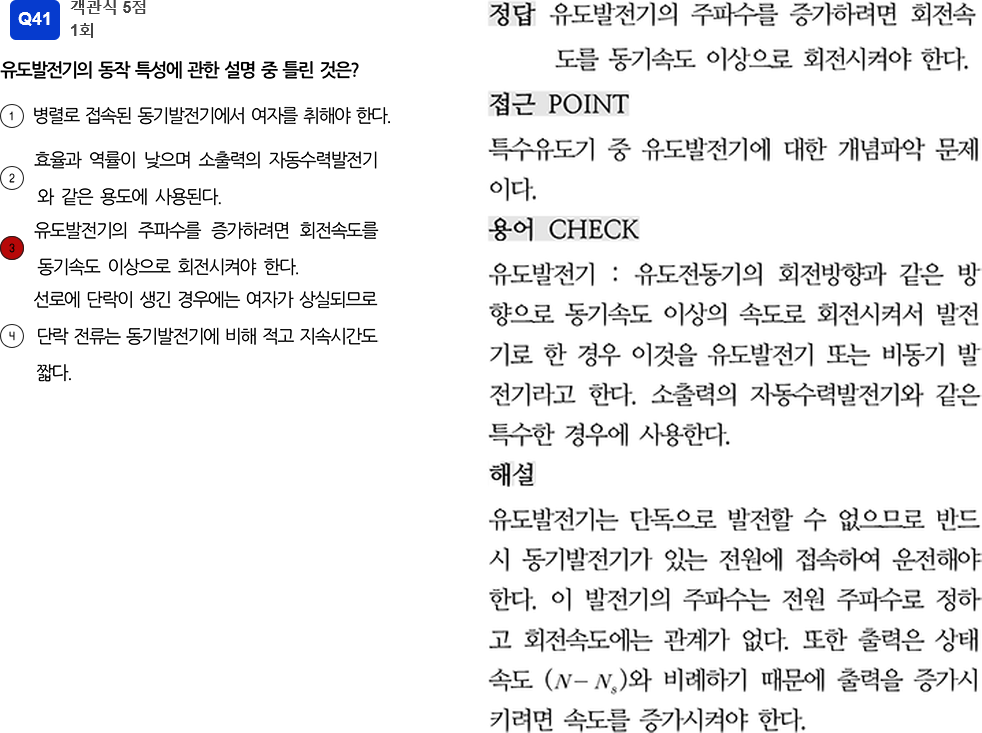 Q41
객관식 5점
1회
유도발전기의 동작 특성에 관한 설명 중 틀린 것은?
1 병렬로 접속된 동기발전기에서 여자를 취해야 한다.
2 효율과 역률이 낮으며 소출력의 자동수력발전기
와 같은 용도에 사용된다.
3 유도발전기의 주파수를 증가하려면 회전속도를
동기속도 이상으로 회전시켜야 한다.
선로에 단락이 생긴 경우에는 여자가 상실되므로
4 단락 전류는 동기발전기에 비해 적고 지속시간도
짧다.
정답 유도발전기의 주파수를 증가하려면 회전속
도를 동기속도 이상으로 회전시켜야 한다.
접근 POINT
특수유도기 중 유도발전기에 대한 개념파악 문제
이다.
용어 CHECK
유도발전기 : 유도전동기의 회전방향과 같은 방
향으로 동기속도 이상의 속도로 회전시켜서 발전
기로 한 경우 이것을 유도발전기 또는 비동기 발
전기라고 한다. 소출력의 자동수력발전기와 같은
특수한 경우에 사용한다.
해설
유도발전기는 단독으로 발전할 수 없으므로 반드
시 동기발전기가 있는 전원에 접속하여 운전해야
한다. 이 발전기의 주파수는 전원 주파수로 정하
고 회전속도에는 관계가 없다. 또한 출력은 상태
속도 (N－Nₛ)와 비례하기 때문에 출력을 증가시
키려면 속도를 증가시켜야 한다.